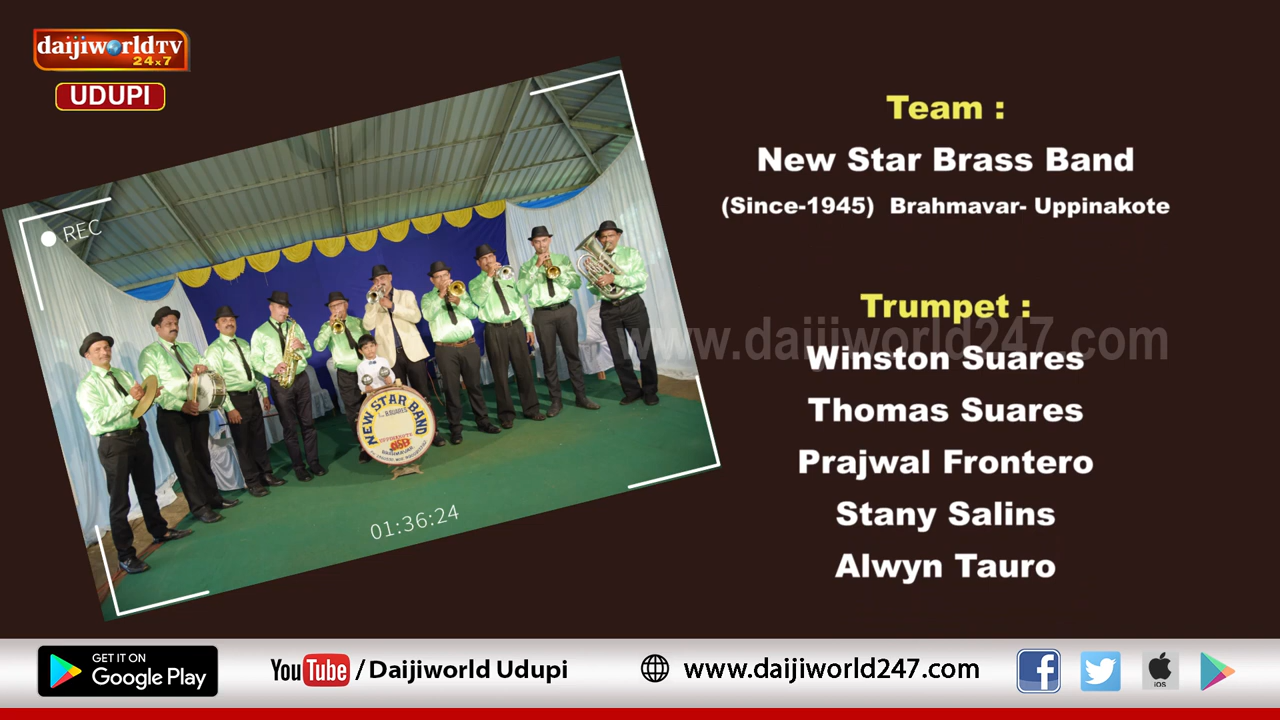 daijiworldTV
24x7
UDUPI
REC
NEW STAR BAND
01:36:24
Team :
New Star Brass Band
(Since-1945) Brahmavar- Uppinakote
Trumpet :
www.daijiworld247.com
Winston Suares
Thomas Suares
Prajwal Frontero
Stany Salins
Alwyn Tauro
GET IT ON
Google Play
YouTube / Daijiworld Udupi
www.daijiworld247.com
iOS